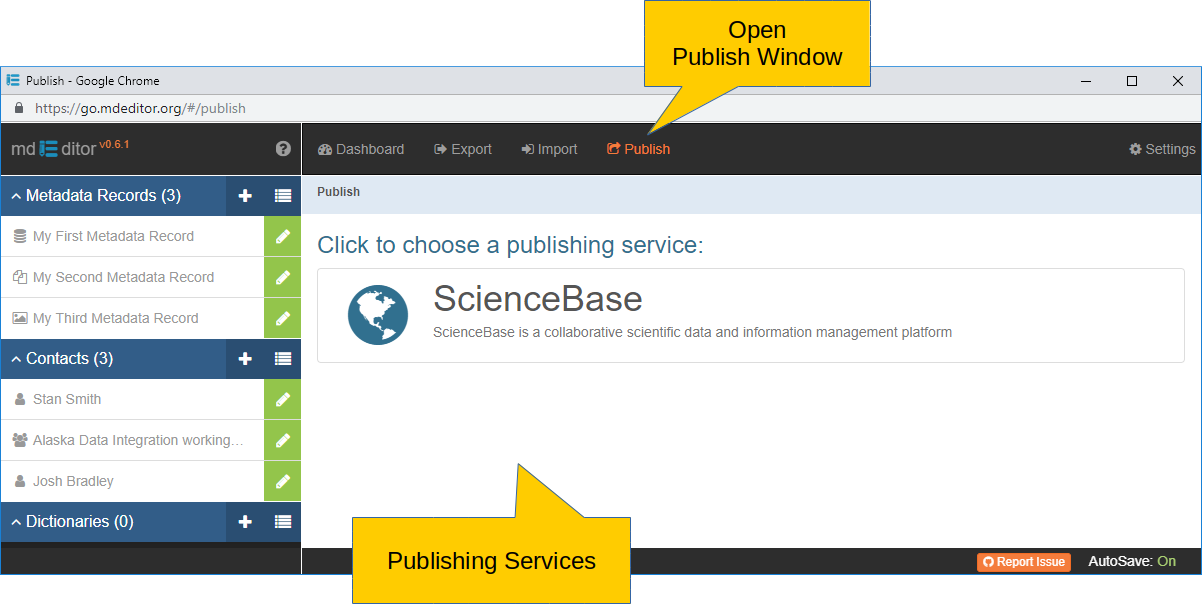 Open
Publish Window
Publish - Google Chrome
https://go.mdeditor.org/#/publish
md ditor v0.6.1
Dashboard Export Import Publish Settings
Metadata Records (3)
My First Metadata Record
My Second Metadata Record
My Third Metadata Record
Contacts (3)
Stan Smith
Alaska Data Integration working...
Josh Bradley
Dictionaries (0)
Publish
Click to choose a publishing service:
ScienceBase
ScienceBase is a collaborative scientific data and information management platform
Publishing Services
Report Issue AutoSave: On